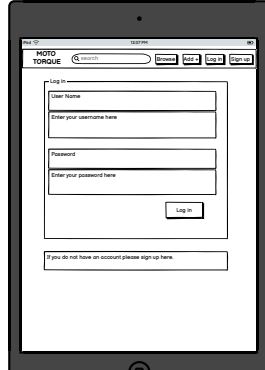 iPad 12:07 PM
MOTO TORQUE search Browse Add + Log in Sign up
Log in
User Name
Enter your username here
Password
Enter your password here
Log in
If you do not have an account please sign up here.